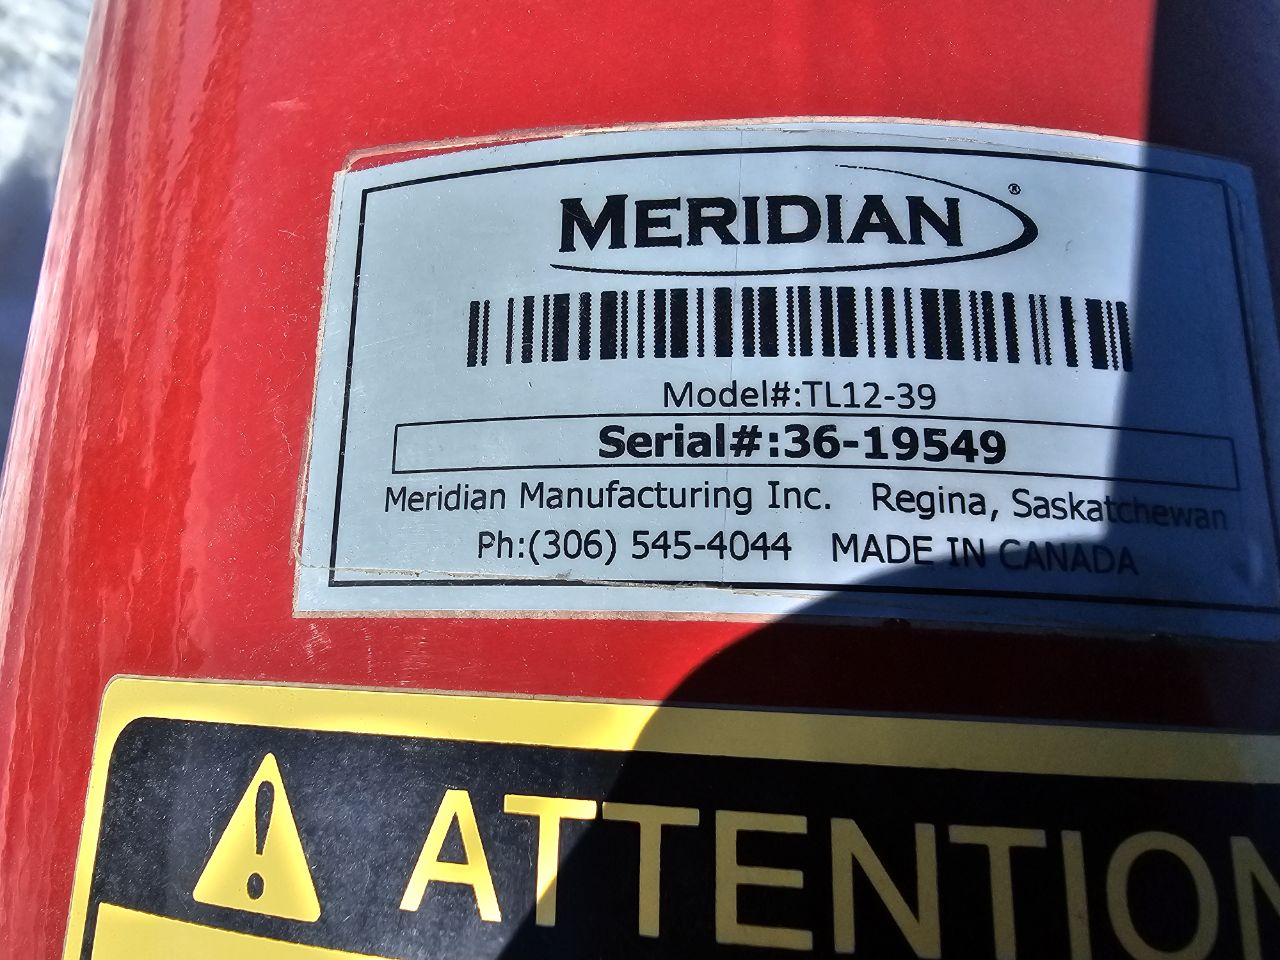 MERIDIAN®
Model#:TL12-39
Serial#:36-19549
Meridian Manufacturing Inc. Regina, Saskatchewan
Ph:(306) 545-4044 MADE IN CANADA
ATTENTION